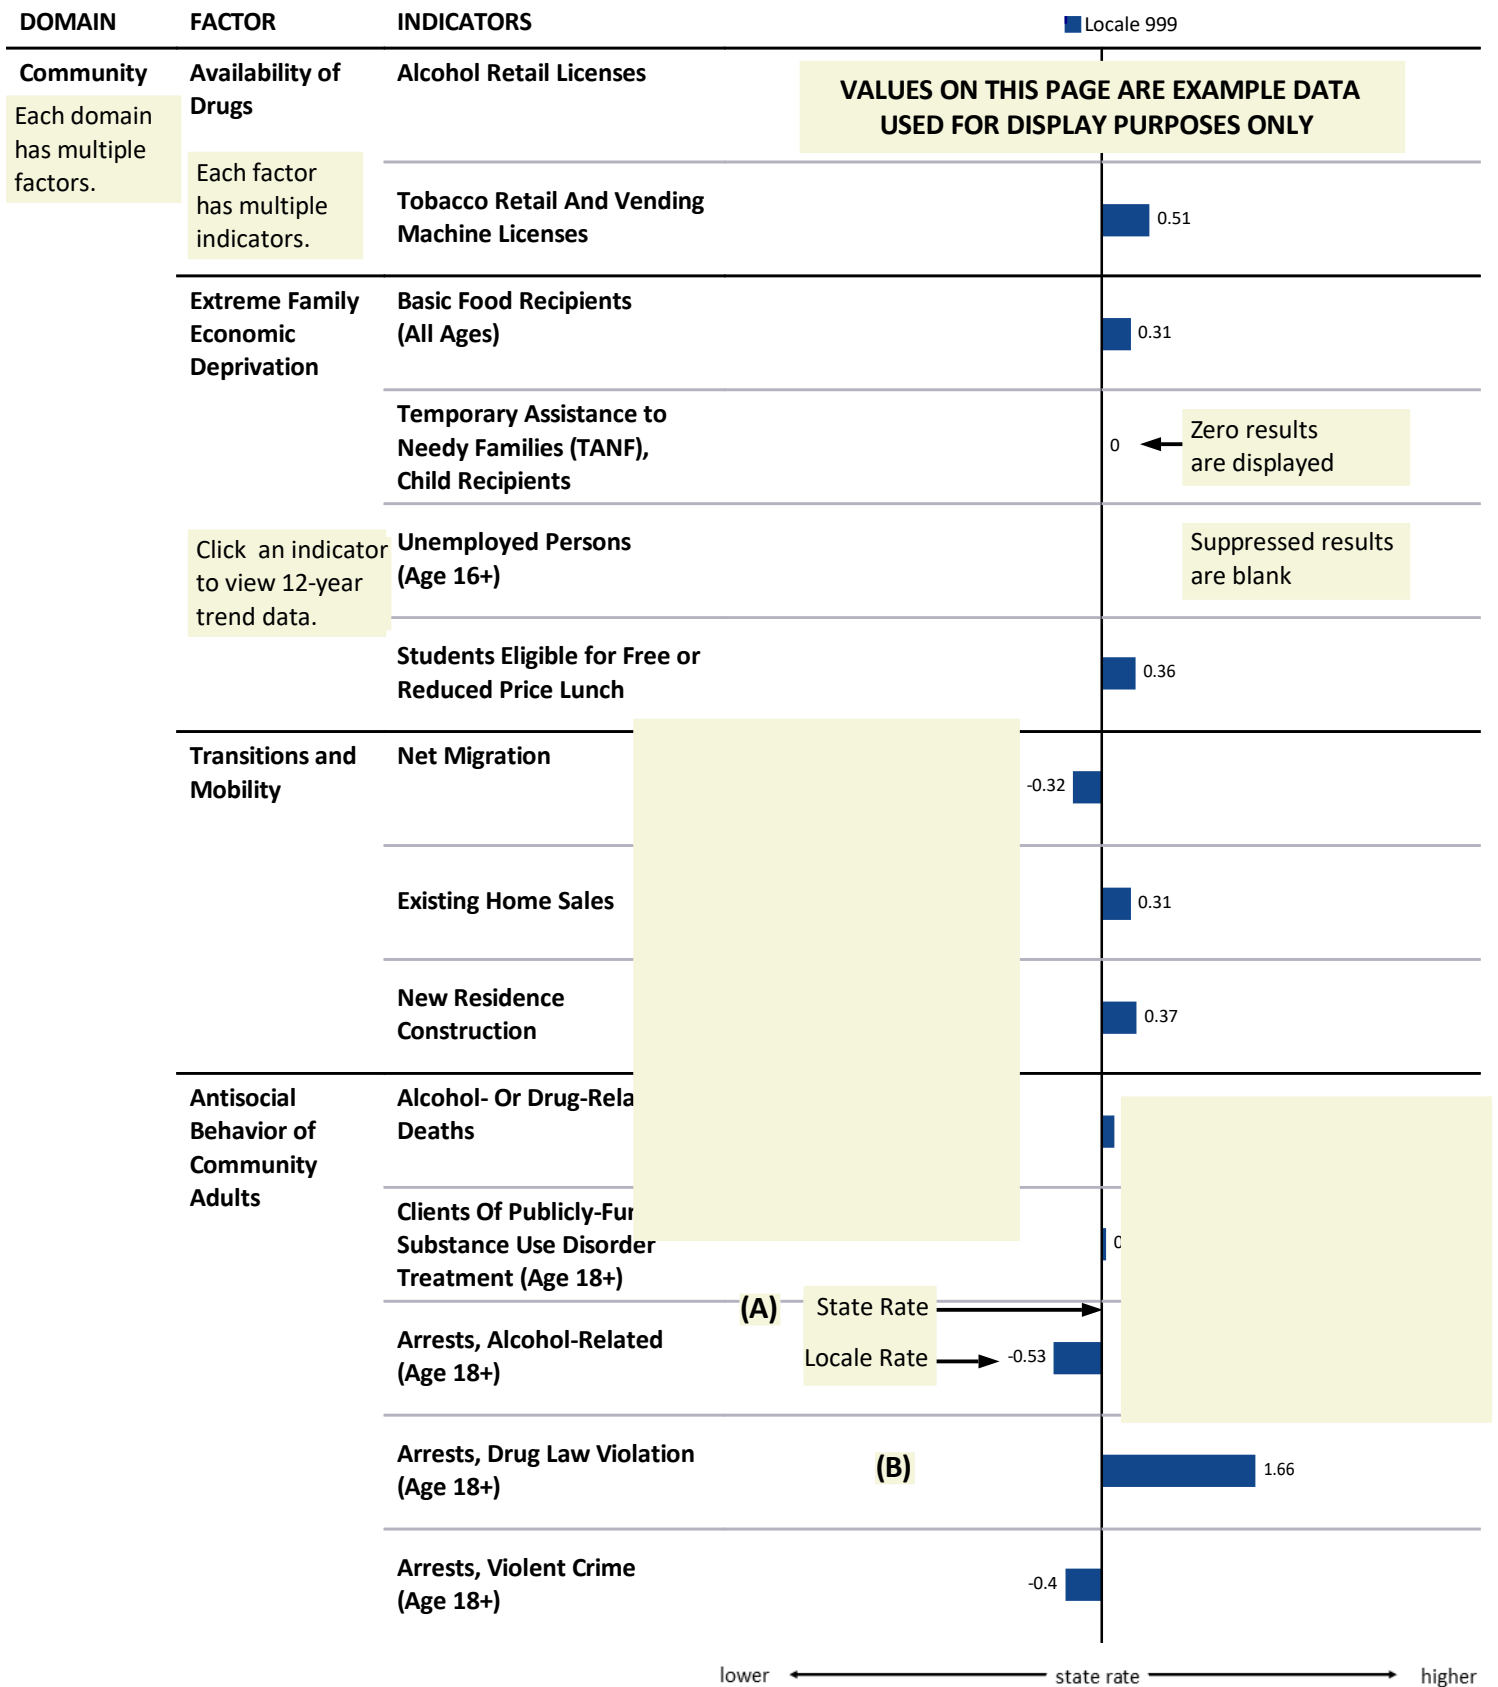 DOMAIN FACTOR INDICATORS
Locale 999
Community
Each domain
has multiple
factors.
Availability of
Drugs
Each factor
has multiple
indicators.
Alcohol Retail Licenses
VALUES ON THIS PAGE ARE EXAMPLE DATA
USED FOR DISPLAY PURPOSES ONLY
Tobacco Retail And Vending
Machine Licenses
0.51
Extreme Family
Economic
Deprivation
Basic Food Recipients
(All Ages)
0.31
Temporary Assistance to
Needy Families (TANF),
Child Recipients
0
Zero results
are displayed
Click an indicator
to view 12-year
trend data.
Unemployed Persons
(Age 16+)
Suppressed results
are blank
Students Eligible for Free or
Reduced Price Lunch
0.36
Transitions and
Mobility
Net Migration
-0.32
Existing Home Sales
0.31
New Residence
Construction
0.37
Antisocial
Behavior of
Community
Adults
Alcohol- Or Drug-Rela
Deaths
Clients Of Publicly-Fu
Substance Use Disorder
Treatment (Age 18+)
(A)
State Rate
Locale Rate
Arrests, Alcohol-Related
(Age 18+)
-0.53
Arrests, Drug Law Violation
(Age 18+)
(B)
1.66
Arrests, Violent Crime
(Age 18+)
-0.4
lower state rate higher